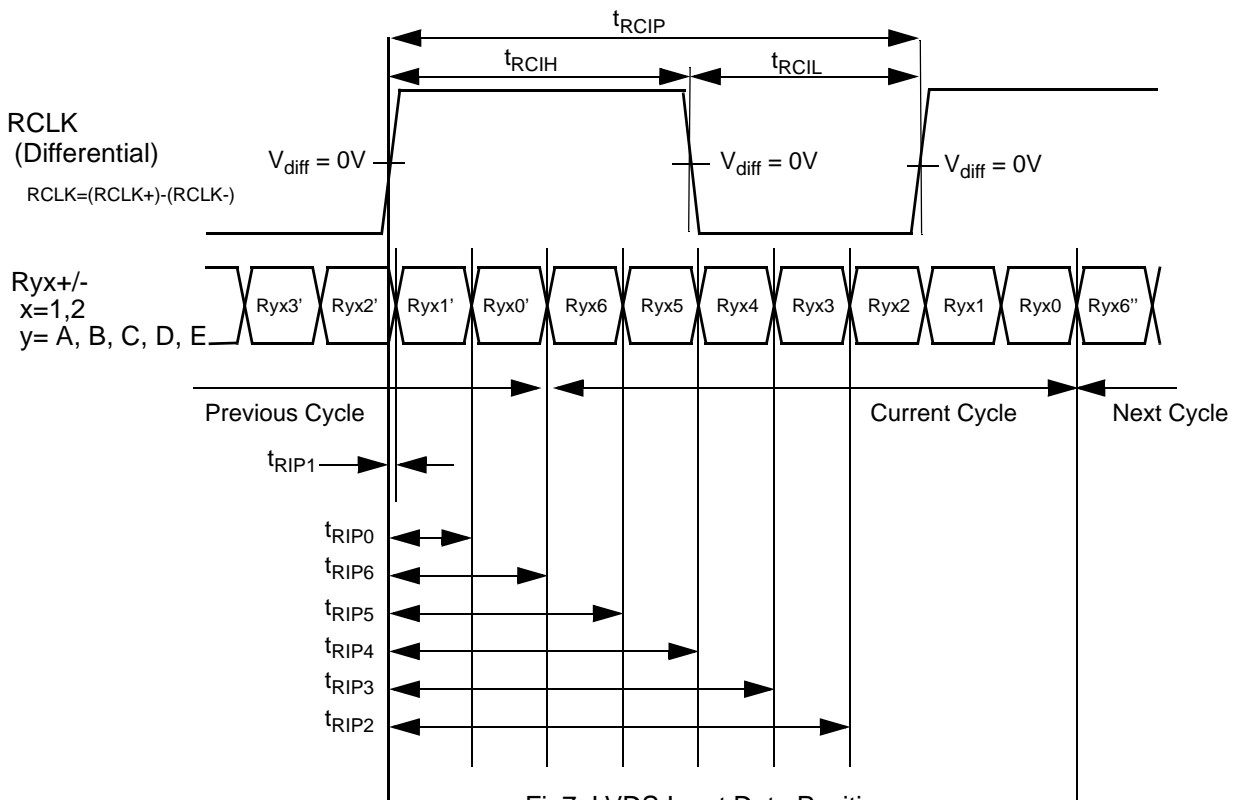 tRCIP
tRCIH
tRCIL
RCLK
(Differential)
Vdiff = 0V
Vdiff = 0V
Vdiff = 0V
RCLK=(RCLK+)-(RCLK-)
Ryx+/-
x=1,2
y= A, B, C, D, E
Ryx3' Ryx2' Ryx1' Ryx0' Ryx6 Ryx5 Ryx4 Ryx3 Ryx2 Ryx1 Ryx0 Ryx6''
Previous Cycle
Current Cycle
Next Cycle
tRIP1
tRIP0
tRIP6
tRIP5
tRIP4
tRIP3
tRIP2